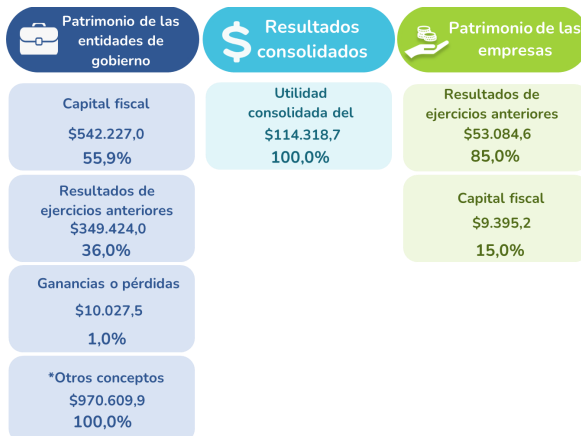 Patrimonio de las
entidades de
gobierno
Capital fiscal
$542.227,0
55,9%
Resultados de
ejercicios anteriores
$349.424,0
36,0%
Ganancias o pérdidas
$10.027,5
1,0%
*Otros conceptos
$970.609,9
100,0%
Resultados
consolidados
Utilidad
consolidada del
$114.318,7
100,0%
Patrimonio de las
empresas
Resultados de
ejercicios anteriores
$53.084,6
85,0%
Capital fiscal
$9.395,2
15,0%